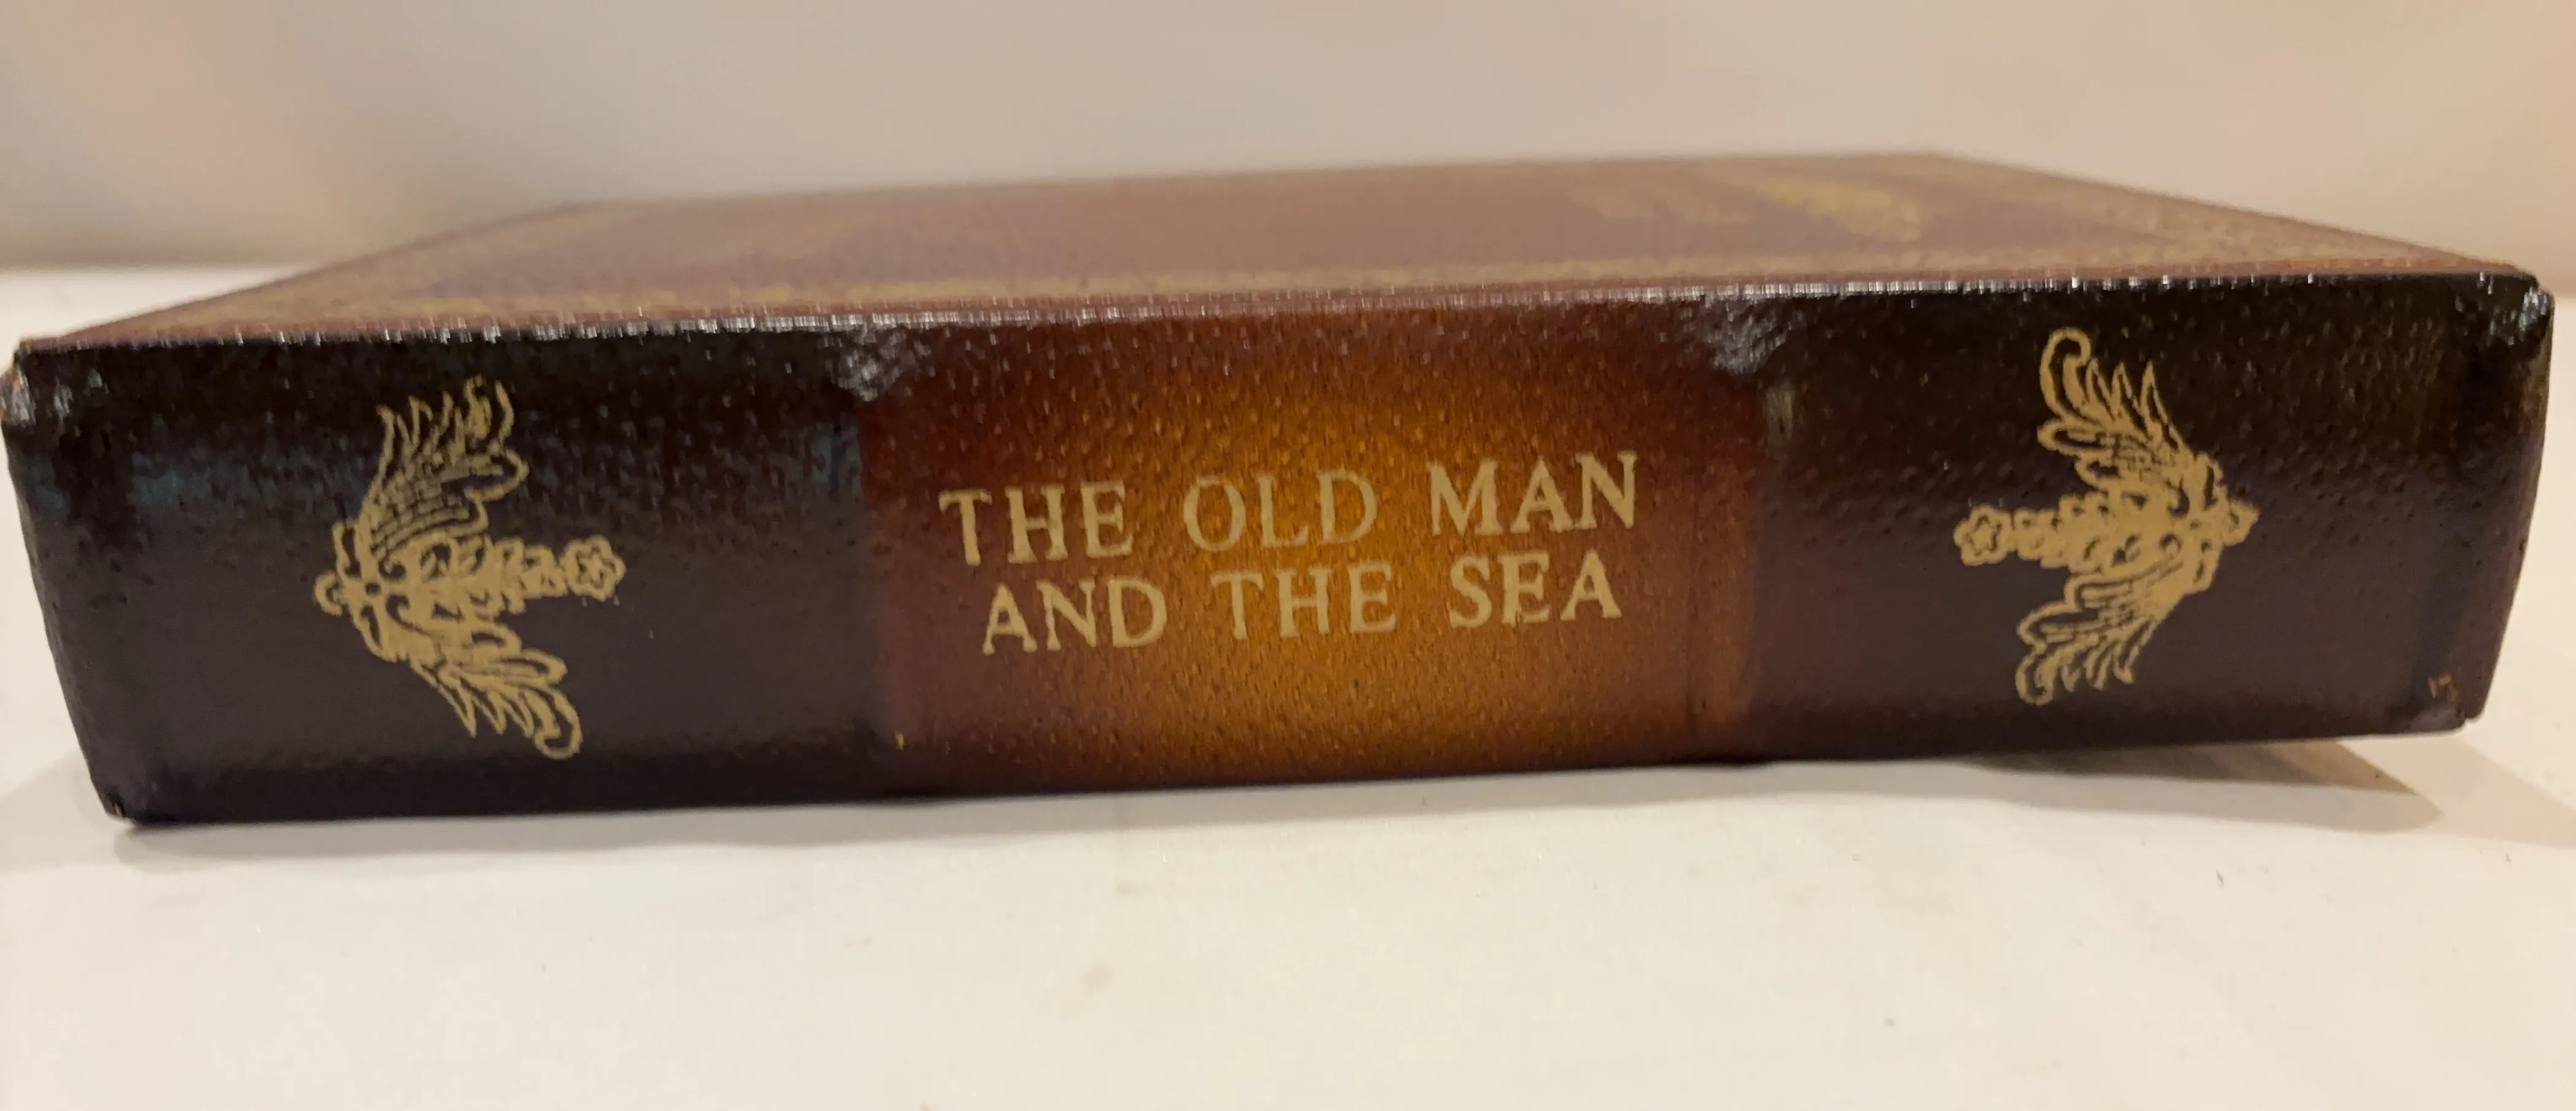 THE OLD MAN
AND THE SEA